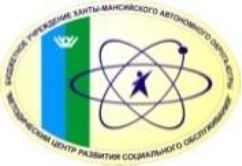 БЮДЖЕТНОЕ УЧРЕЖДЕНИЕ ХАНТЫ-МАНСИЙСКОГО АВТОНОМНОГО ОКРУГА-ЮГРЫ
МЕТОДИЧЕСКИЙ ЦЕНТР РАЗВИТИЯ СОЦИАЛЬНОГО ОБСЛУЖИВАНИЯ